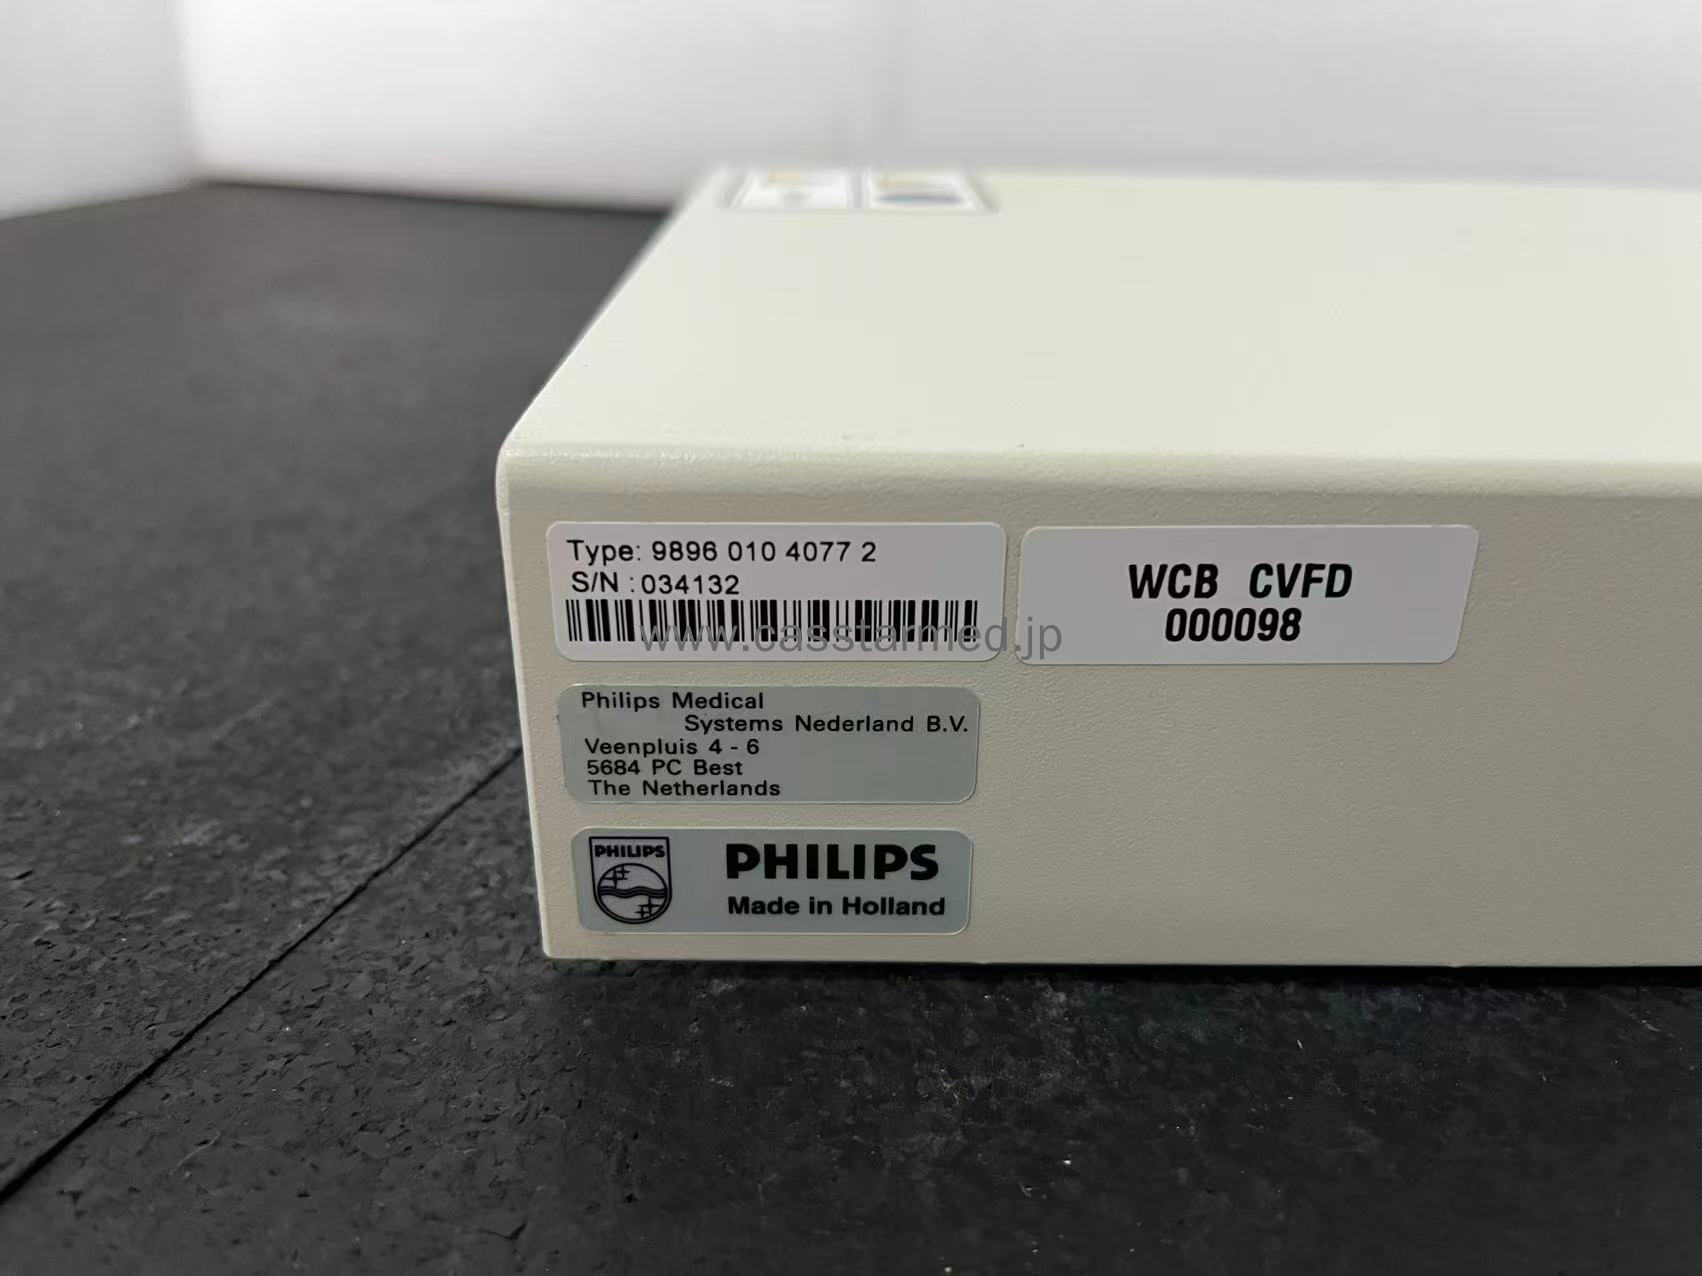 Type: 9896 010 4077 2
S/N : 034132
www.casstarmed.jp
WCB CVFD
000098
Philips Medical
Systems Nederland B.V.
Veenpluis 4 - 6
5684 PC Best
The Netherlands
PHILIPS
PHILIPS
Made in Holland